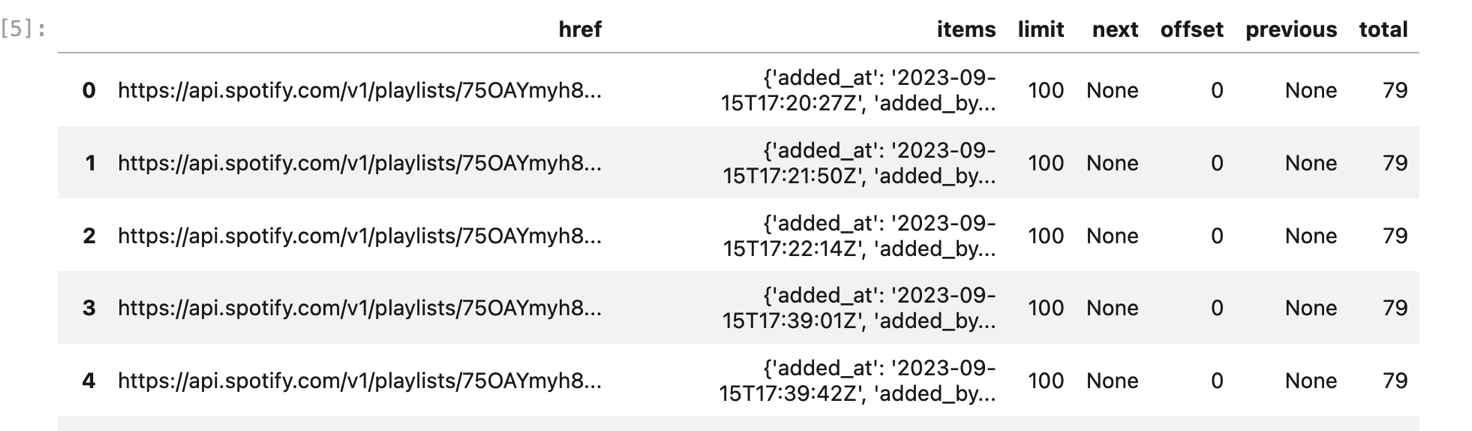 [5]:
href items limit next offset previous total
0 https://api.spotify.com/v1/playlists/75OAYmyh8... {'added_at': '2023-09-
15T17:20:27Z', 'added_by... 100 None 0 None 79
1 https://api.spotify.com/v1/playlists/75OAYmyh8... {'added_at': '2023-09-
15T17:21:50Z', 'added_by... 100 None 0 None 79
2 https://api.spotify.com/v1/playlists/75OAYmyh8... {'added_at': '2023-09-
15T17:22:14Z', 'added_by... 100 None 0 None 79
3 https://api.spotify.com/v1/playlists/75OAYmyh8... {'added_at': '2023-09-
15T17:39:01Z', 'added_by... 100 None 0 None 79
4 https://api.spotify.com/v1/playlists/75OAYmyh8... {'added_at': '2023-09-
15T17:39:42Z', 'added_by... 100 None 0 None 79